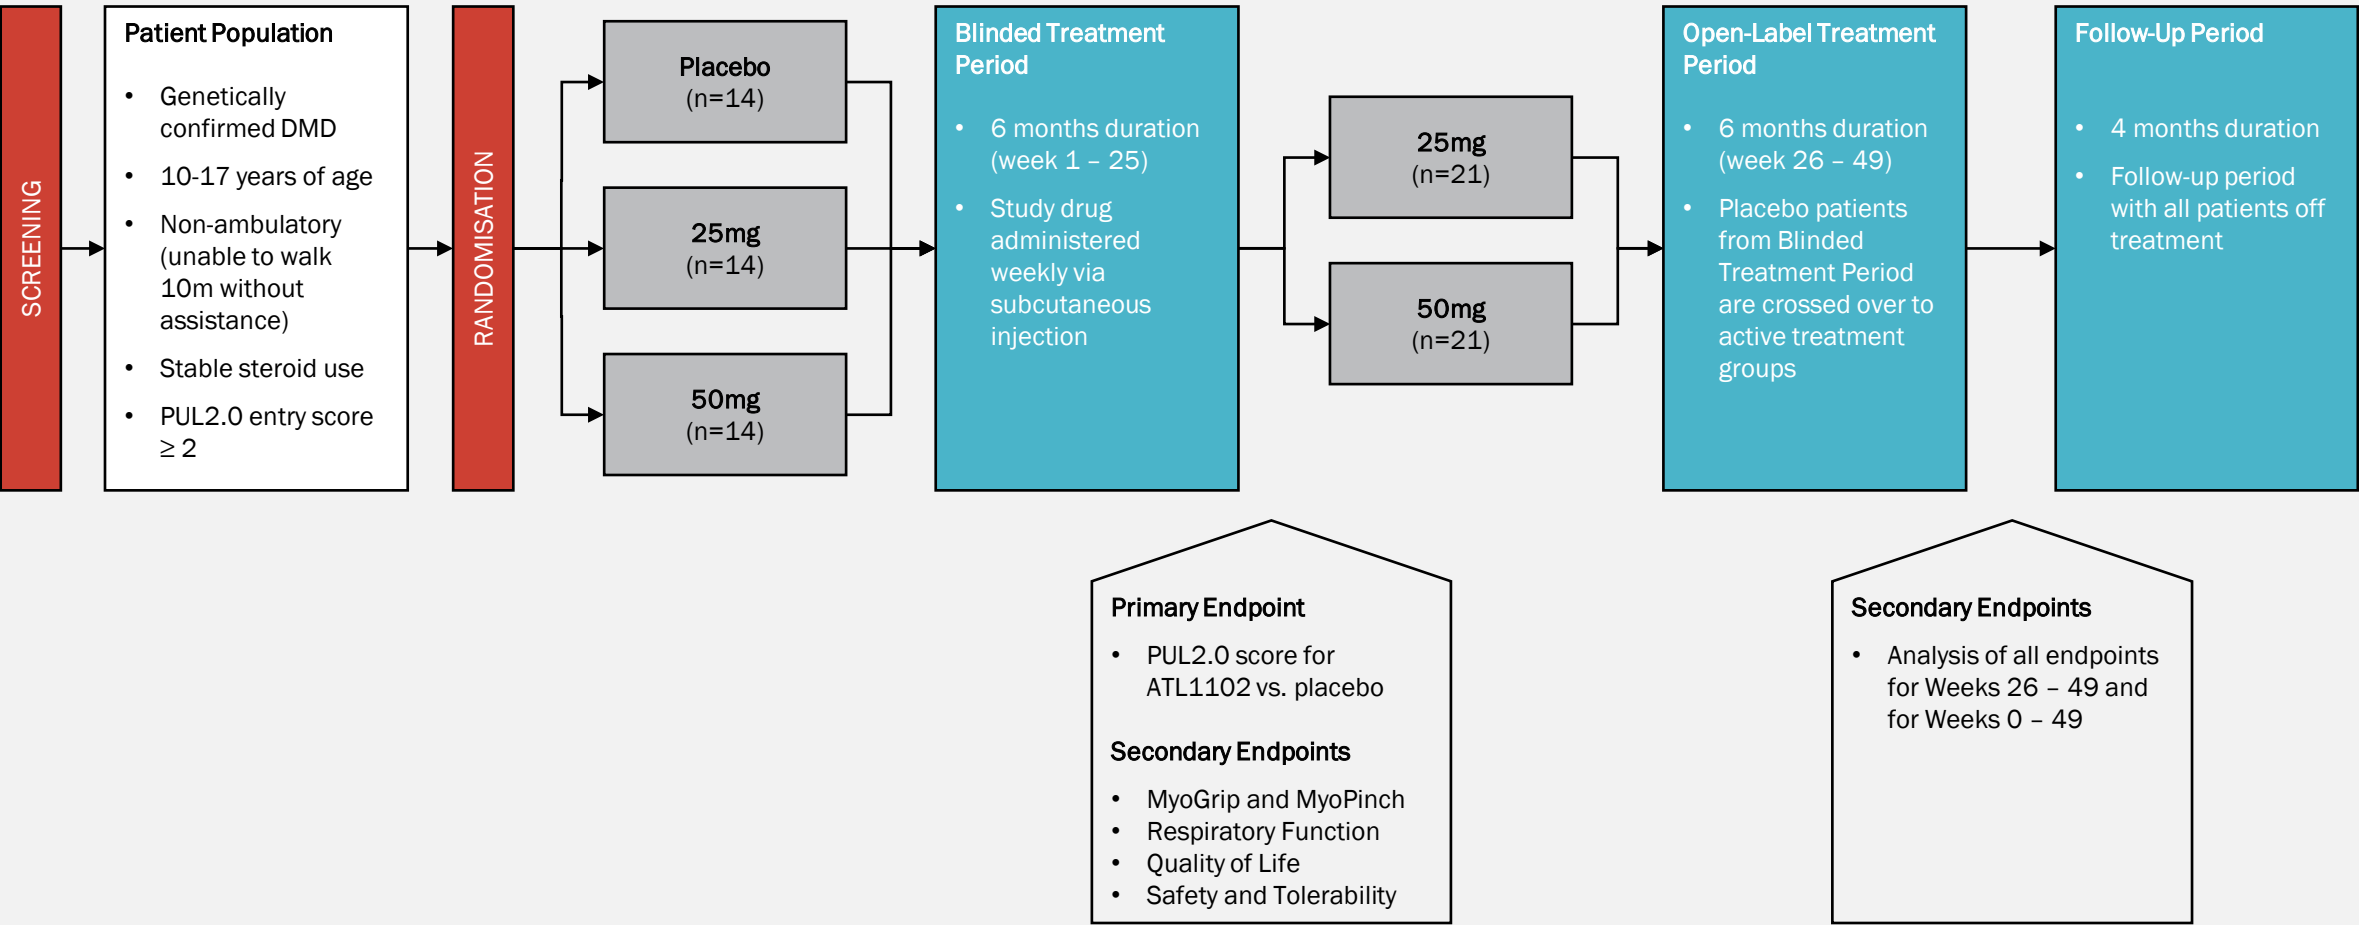 SCREENING
Patient Population
• Genetically
confirmed DMD
• 10-17 years of age
• Non-ambulatory
(unable to walk
10m without
assistance)
• Stable steroid use
• PUL2.0 entry score
≥ 2
RANDOMISATION
Placebo
(n=14)
25mg
(n=14)
50mg
(n=14)
Blinded Treatment
Period
• 6 months duration
(week 1 – 25)
• Study drug
administered
weekly via
subcutaneous
injection
25mg
(n=21)
50mg
(n=21)
Open-Label Treatment
Period
• 6 months duration
(week 26 – 49)
• Placebo patients
from Blinded
Treatment Period
are crossed over to
active treatment
groups
Follow-Up Period
• 4 months duration
• Follow-up period
with all patients off
treatment
Primary Endpoint
• PUL2.0 score for
ATL1102 vs. placebo
Secondary Endpoints
• MyoGrip and MyoPinch
• Respiratory Function
• Quality of Life
• Safety and Tolerability
Secondary Endpoints
• Analysis of all endpoints
for Weeks 26 – 49 and
for Weeks 0 – 49